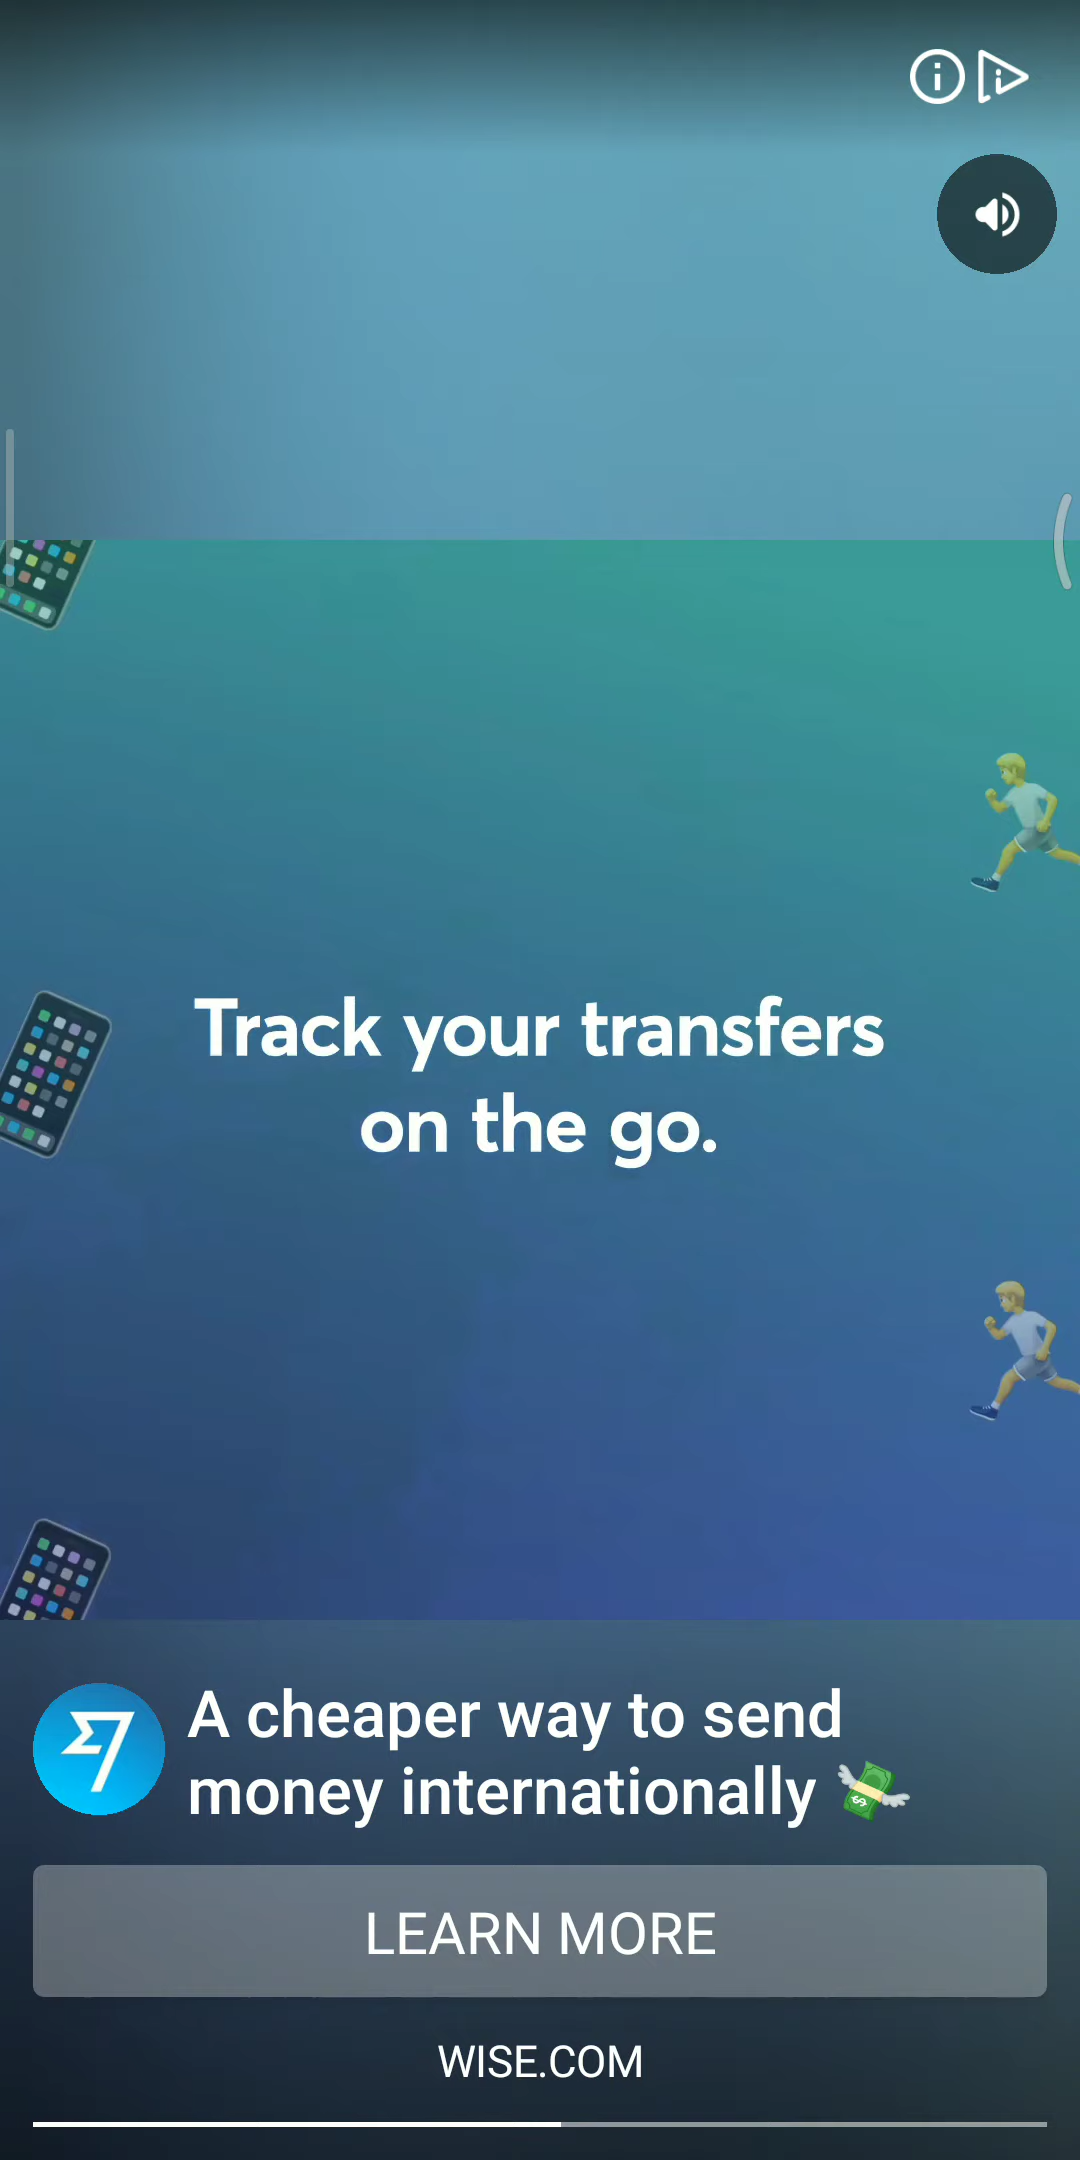 Track your transfers
on the go.
A cheaper way to send
money internationally 💸
LEARN MORE
WISE.COM